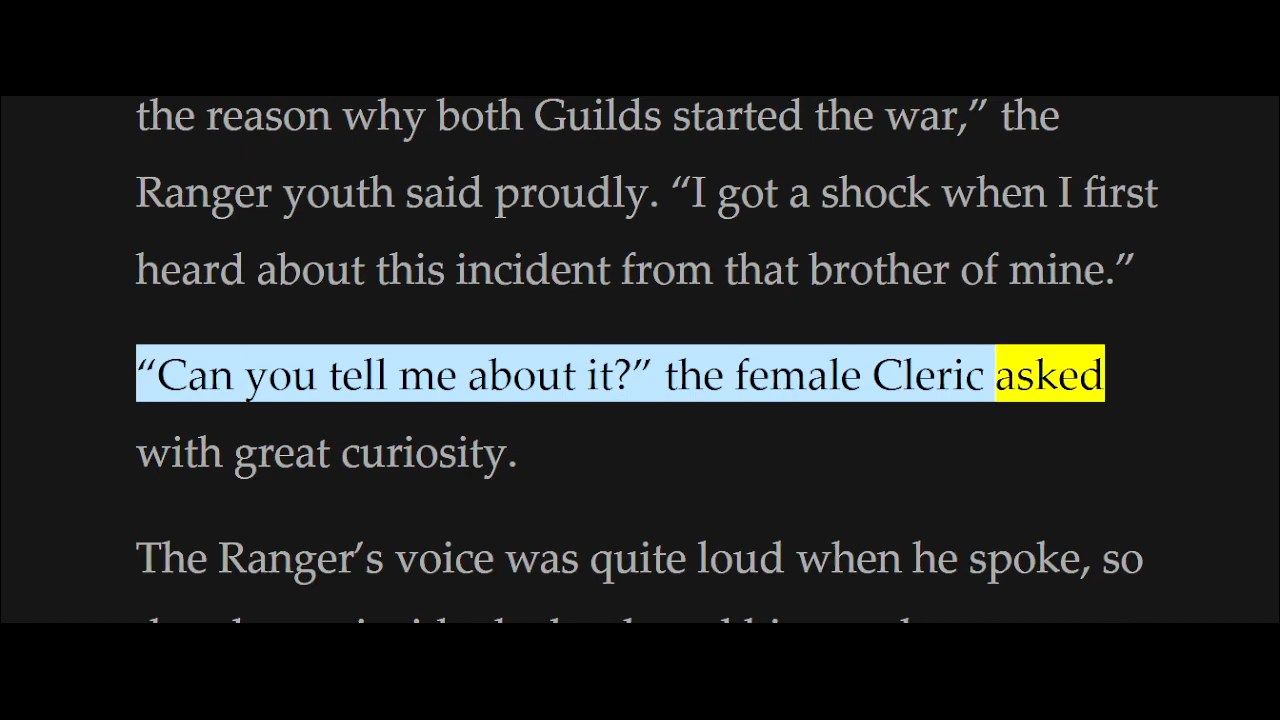 the reason why both Guilds started the war,” the
Ranger youth said proudly. “I got a shock when I first
heard about this incident from that brother of mine.”
“Can you tell me about it?” the female Cleric asked
with great curiosity.
The Ranger’s voice was quite loud when he spoke, so